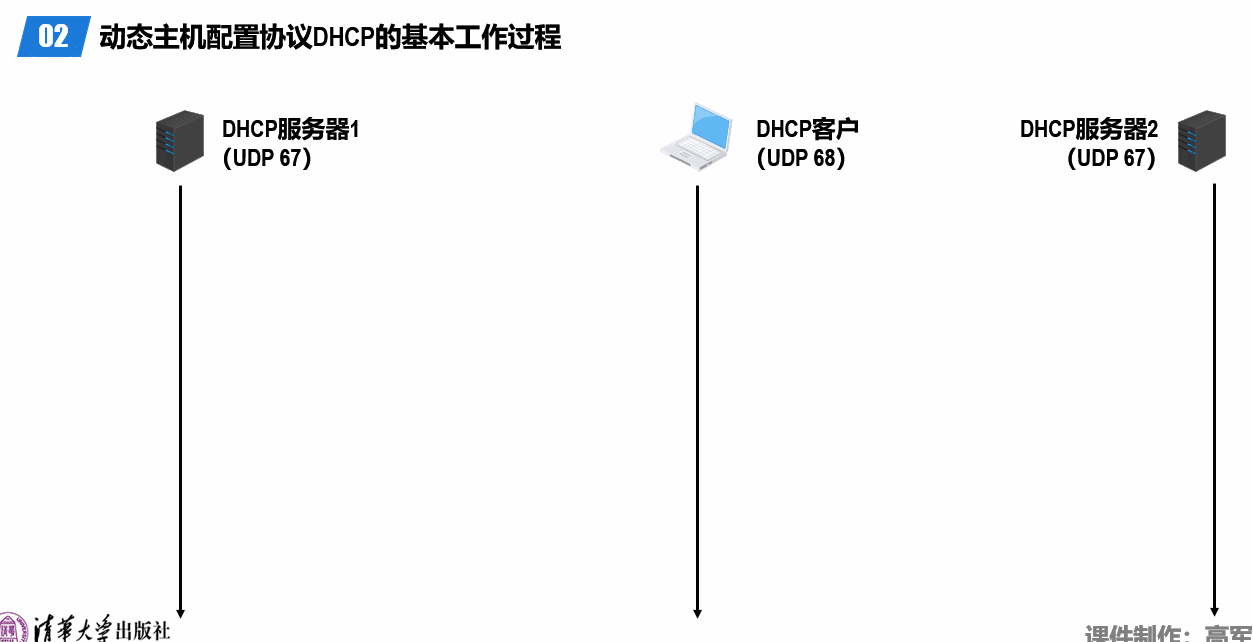 02 动态主机配置协议DHCP的基本工作过程
DHCP服务器1
（UDP 67）
DHCP客户
（UDP 68）
DHCP服务器2
（UDP 67）
清华大学出版社
课件制作：高军